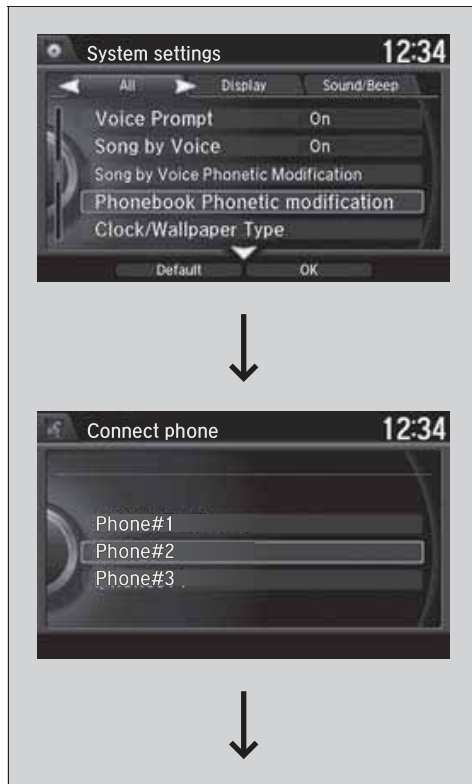 System settings 12:34
All Display Sound/Beep
Voice Prompt On
Song by Voice On
Song by Voice Phonetic Modification
Phonebook Phonetic modification
Clock/Wallpaper Type
Default OK
Connect phone 12:34
Phone#1
Phone#2
Phone#3